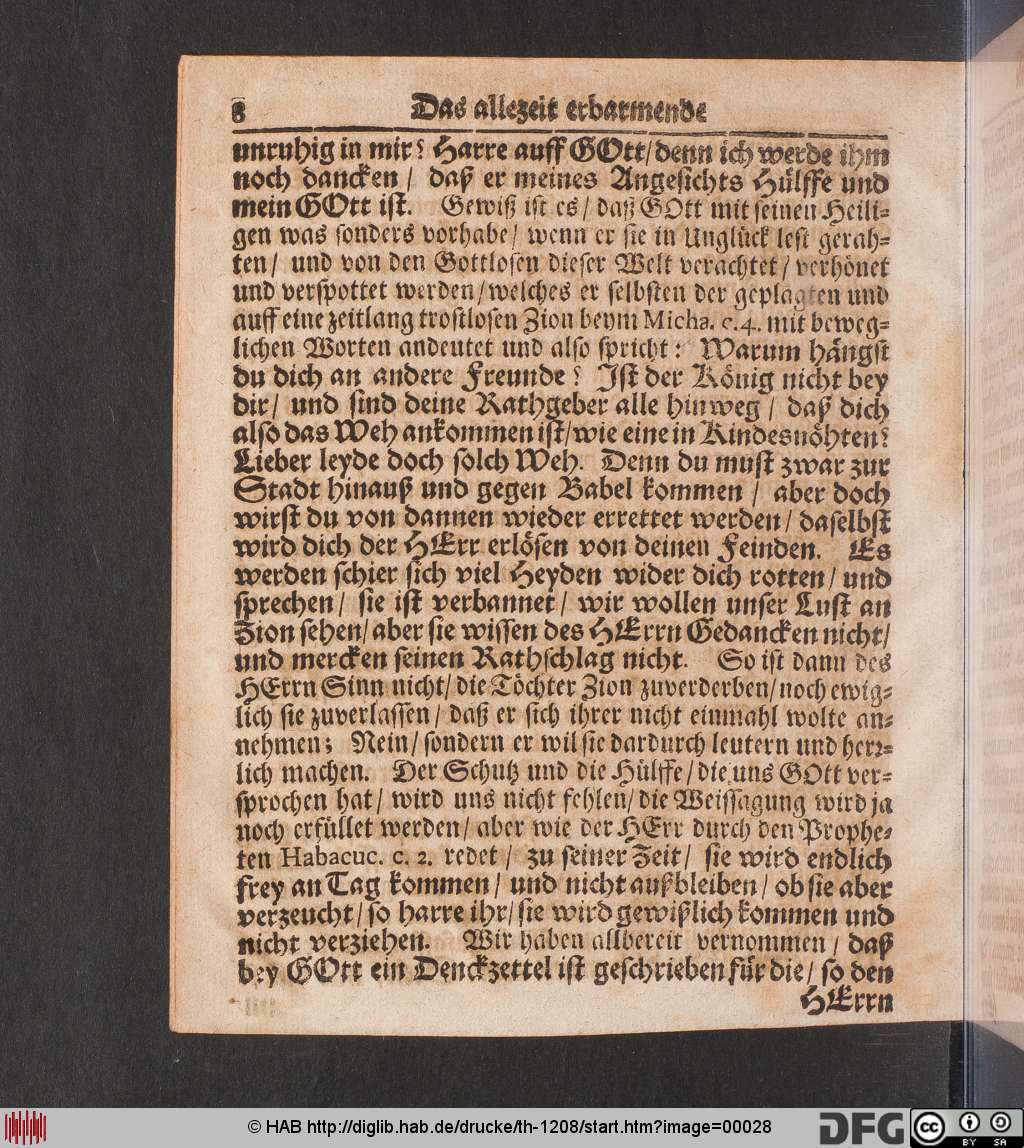 8 Das allezeit erbarmende
unruhig in mir? Harre auff GOtt/denn ich werde ihm
noch dancken / daß er meines Angesichts Hülffe und
mein GOtt ist. Gewiß ist es / daß GOtt mit seinen Heili-
gen was sonders vorhabe / wenn er sie in Unglück lest gerah-
ten / und von den Gottlosen dieser Welt verachtet / verhönet
und verspottet werden / welches er selbsten der geplagten und
auff eine zeitlang trostlosen Zion beym Micha. c. 4. mit beweg-
lichen Worten andeutet und also spricht: Warum hängst
du dich an andere Freunde? Ist der König nicht bey
dir / und sind deine Rathgeber alle hinweg / daß dich
also das Weh ankommen ist / wie eine in Kindesnöhten?
Lieber leyde doch solch Weh. Denn du must zwar zur
Stadt hinauß und gegen Babel kommen / aber doch
wirst du von dannen wieder errettet werden / daselbst
wird dich der HErr erlösen von deinen Feinden. Es
werden schier sich viel Heyden wider dich rotten / und
sprechen / sie ist verbannet / wir wollen unser Lust an
Zion sehen / aber sie wissen des HErrn Gedancken nicht /
und mercken seinen Rathschlag nicht. So ist dann des
HErrn Sinn nicht / die Töchter Zion zuverderben / noch ewig-
lich sie zuverlassen / daß er sich ihrer nicht einmahl wolte an-
nehmen; Nein / sondern er wil sie dardurch leutern und herr-
lich machen. Der Schutz und die Hülffe / die uns GOtt ver-
sprochen hat / wird uns nicht fehlen / die Weissagung wird ja
noch erfüllet werden / aber wie der HErr durch den Prophe-
ten Habacuc. c. 2. redet / zu seiner Zeit / sie wird endlich
frey an Tag kommen / und nicht außbleiben / ob sie aber
verzeucht / so harre ihr / sie wird gewißlich kommen und
nicht verziehen. Wir haben allbereit vernommen / daß
bey GOtt ein Denckzettel ist geschrieben für die / so den
HErrn
© HAB http://diglib.hab.de/drucke/th-1208/start.htm?image=00028
DFG
cc BY SA